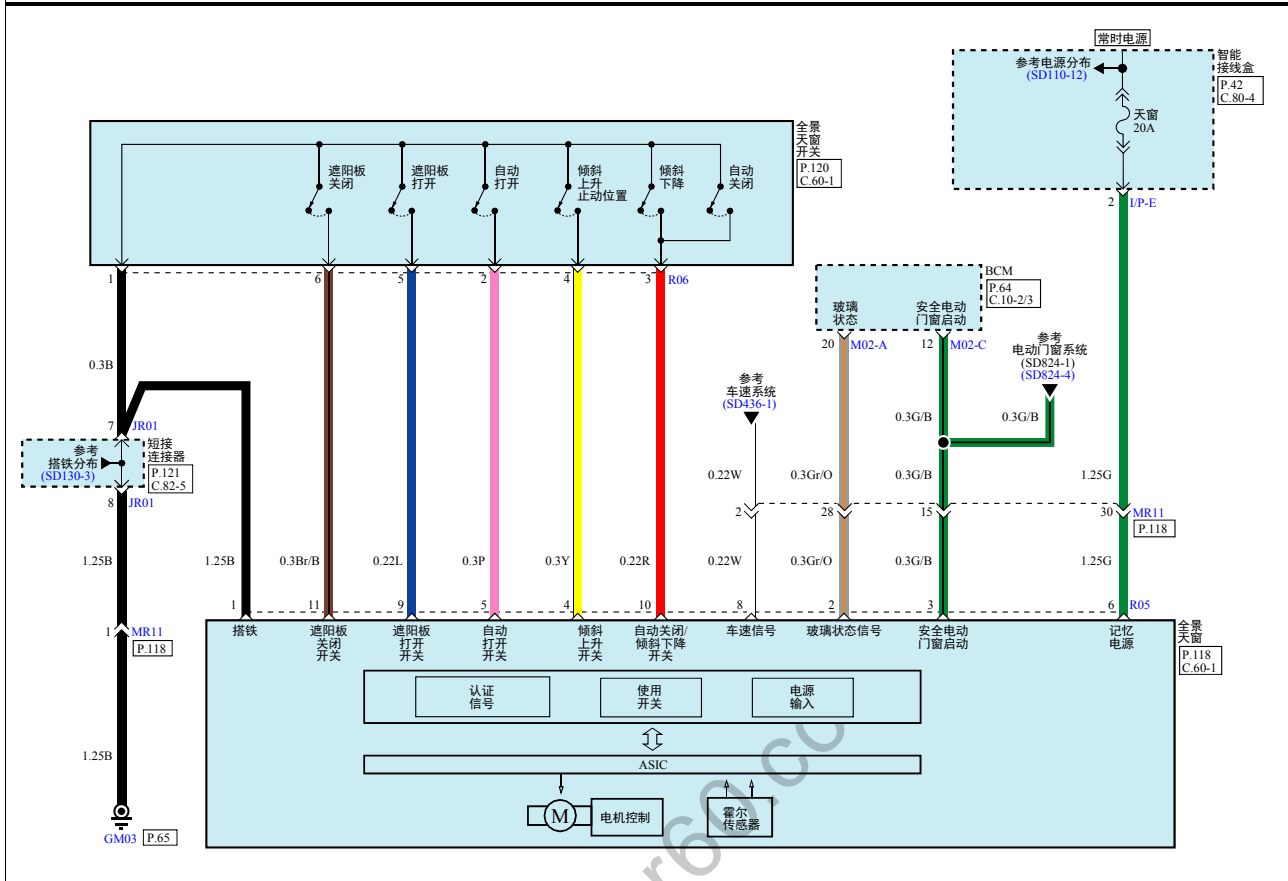 常时电源
参考电源分布
(SD110-12)
智能
接线盒
P.42
C.80-4
天窗
20A
2
I/P-E
全景
天窗
开关
P.120
C.60-1
遮阳板
关闭
遮阳板
打开
自动
打开
倾斜
上升
止动位置
倾斜
下降
自动
关闭
1
6
5
2
4
3
R06
BCM
P.64
C.10-2/3
玻璃
状态
安全电动
门窗启动
20
M02-A
12
M02-C
参考
电动门窗系统
(SD824-1)
(SD824-4)
参考
车速系统
(SD436-1)
0.3B
0.3G/B
0.3G/B
7
JR01
参考
搭铁分布
(SD130-3)
短接
连接器
P.121
C.82-5
8
JR01
0.22W
0.3Gr/O
0.3G/B
1.25G
2
28
15
30
MR11
P.118
1.25B
1.25B
0.3Br/B
0.22L
0.3P
0.3Y
0.22R
0.22W
0.3Gr/O
0.3G/B
1.25G
1
11
9
5
4
10
8
2
3
6
R05
1
MR11
P.118
搭铁
遮阳板
关闭
开关
遮阳板
打开
开关
自动
打开
开关
倾斜
上升
开关
自动关闭/
倾斜下降
开关
车速信号
玻璃状态信号
安全电动
门窗启动
记忆
电源
全景
天窗
P.118
C.60-1
认证
信号
使用
开关
电源
输入
ASIC
1.25B
M
电机控制
霍尔
传感器
GM03
P.65
r60.co